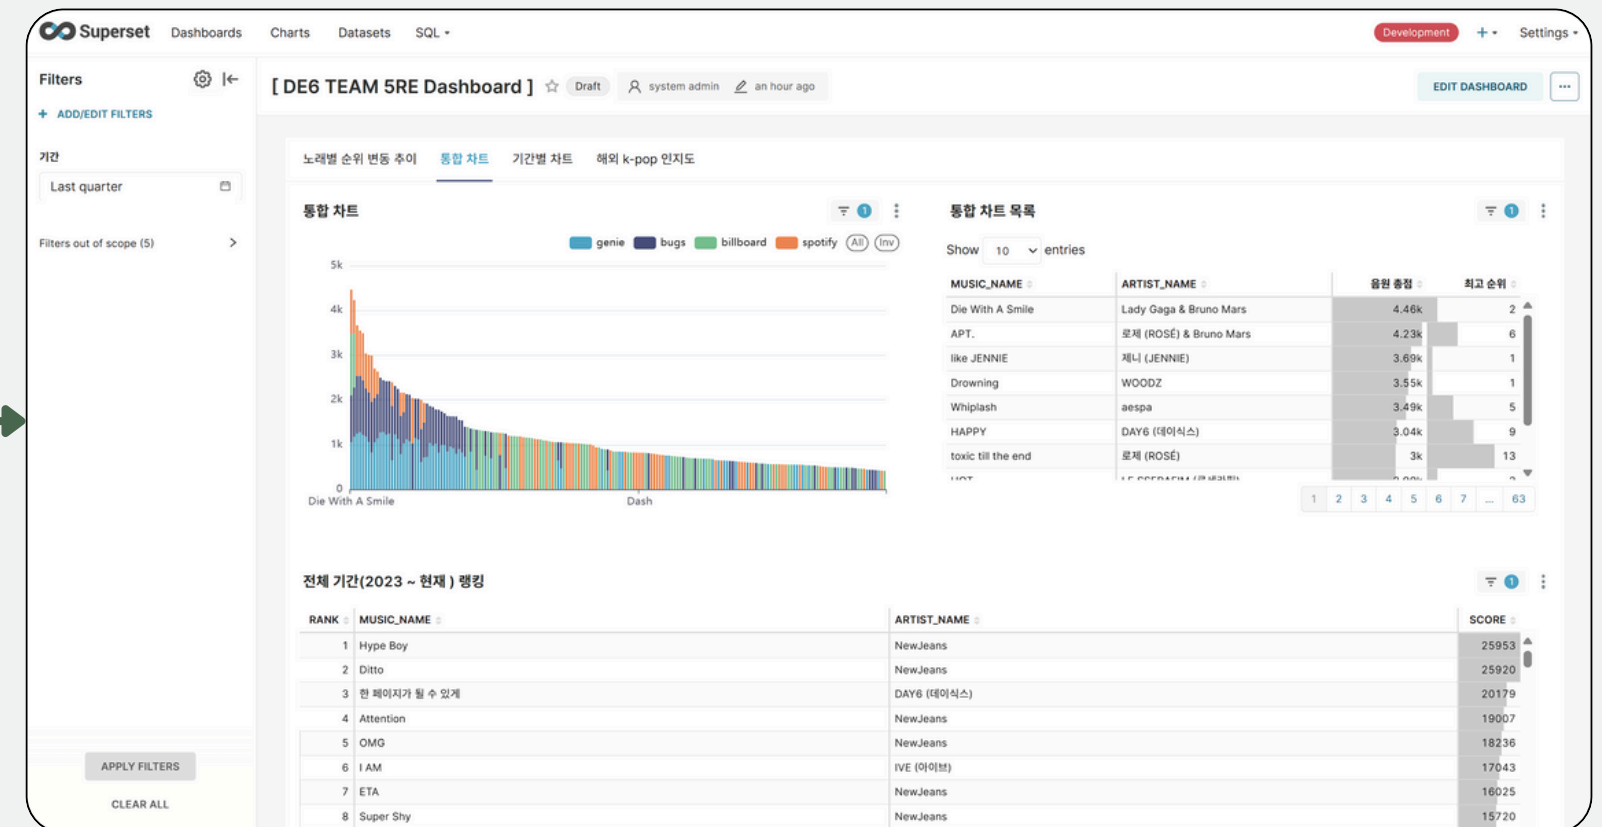 Superset Dashboards Charts Datasets SQL Development + Settings
Filters
+ ADD/EDIT FILTERS
기간
Last quarter
Filters out of scope (5)
APPLY FILTERS
CLEAR ALL
[ DE6 TEAM 5RE Dashboard ] Draft system admin an hour ago EDIT DASHBOARD ...
노래별 순위 변동 추이 통합 차트 기간별 차트 해외 k-pop 인지도
통합 차트 1
genie bugs billboard spotify All Inv
5k
4k
3k
2k
1k
0
Die With A Smile Dash
통합 차트 목록 1
Show 10 entries
MUSIC_NAME ARTIST_NAME 음원 총점 최고 순위
Die With A Smile Lady Gaga & Bruno Mars 4.46k 2
APT. 로제 (ROSÉ) & Bruno Mars 4.23k 6
like JENNIE 제니 (JENNIE) 3.69k 1
Drowning WOODZ 3.55k 1
Whiplash aespa 3.49k 5
HAPPY DAY6 (데이식스) 3.04k 9
toxic till the end 로제 (ROSÉ) 3k 13
1 2 3 4 5 6 7 ... 63
전체 기간(2023 ~ 현재 ) 랭킹 1
RANK MUSIC_NAME ARTIST_NAME SCORE
1 Hype Boy NewJeans 25953
2 Ditto NewJeans 25920
3 한 페이지가 될 수 있게 DAY6 (데이식스) 20179
4 Attention NewJeans 19007
5 OMG NewJeans 18236
6 I AM IVE (아이브) 17043
7 ETA NewJeans 16025
8 Super Shy NewJeans 15720